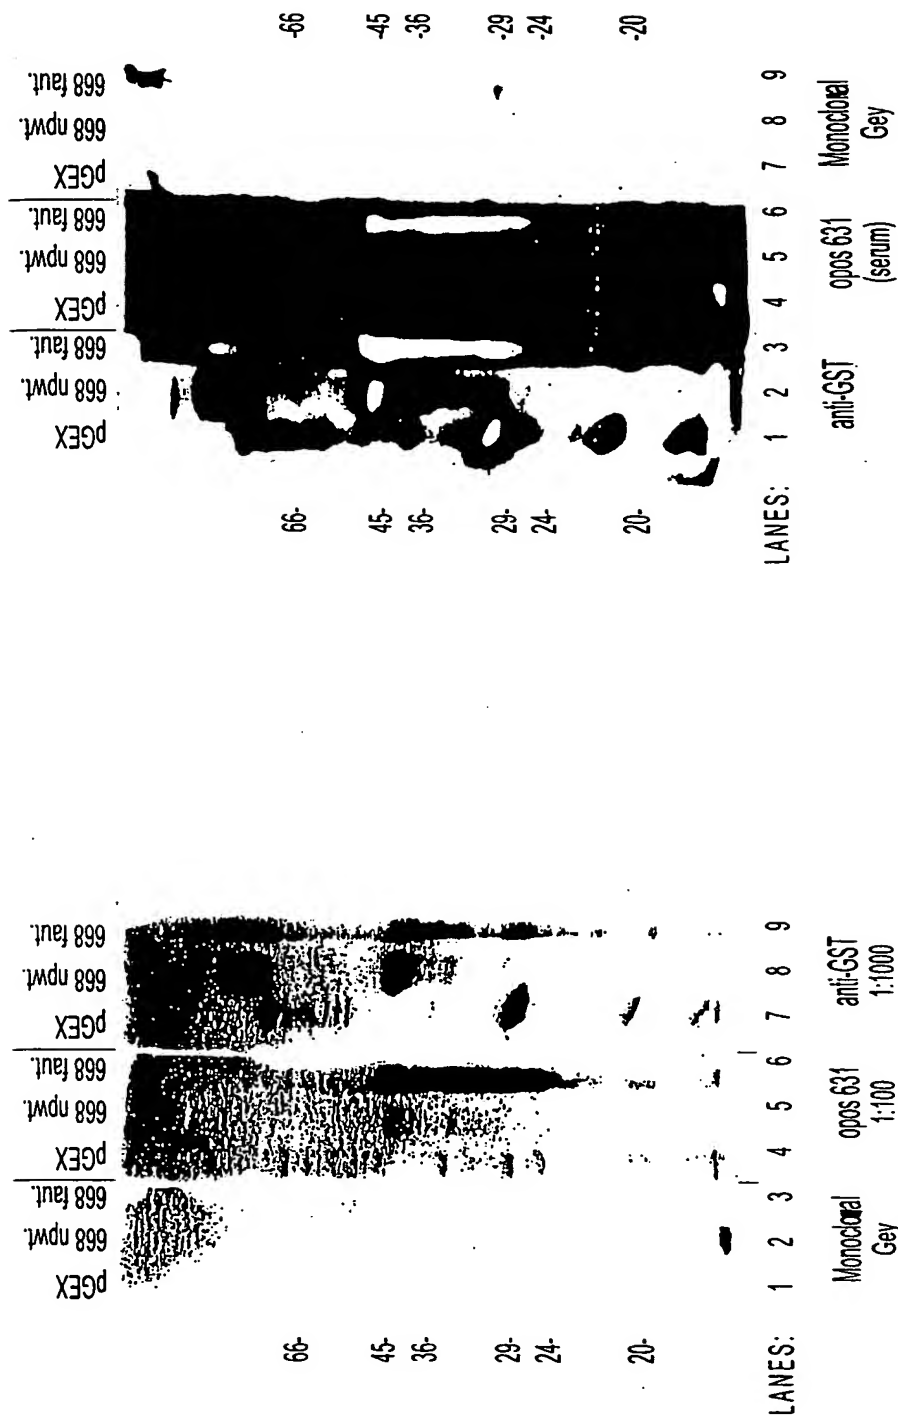 pGEX 668 npwt. 668 faut. pGEX 668 npwt. 668 faut. pGEX 668 npwt. 668 faut.
66-
45-
36-
29-
24-
20-
LANES: 1 2 3 4 5 6 7 8 9
Monoclonal Gey
opos 631 1:100
anti-GST 1:1000
pGEX 668 npwt. 668 faut. pGEX 668 npwt. 668 faut. pGEX 668 npwt. 668 faut.
66-
45-
36-
29-
24-
20-
-66
-45
-36
-29
-24
-20
LANES: 1 2 3 4 5 6 7 8 9
anti-GST
opos 631 (serum)
Monoclonal Gey